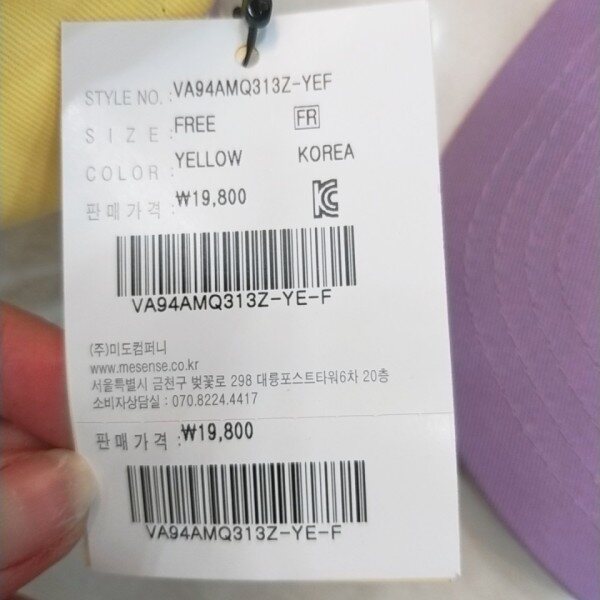 STYLE NO. : VA94AMQ313Z-YEF
SIZE : FREE FR
COLOR : YELLOW KOREA
판매가격 : ₩19,800
VA94AMQ313Z-YE-F
(주)미도컴퍼니
www.mesense.co.kr
서울특별시 금천구 벚꽃로 298 대륭포스트타워6차 20층
소비자상담실 : 070.8224.4417
판매가격 : ₩19,800
VA94AMQ313Z-YE-F